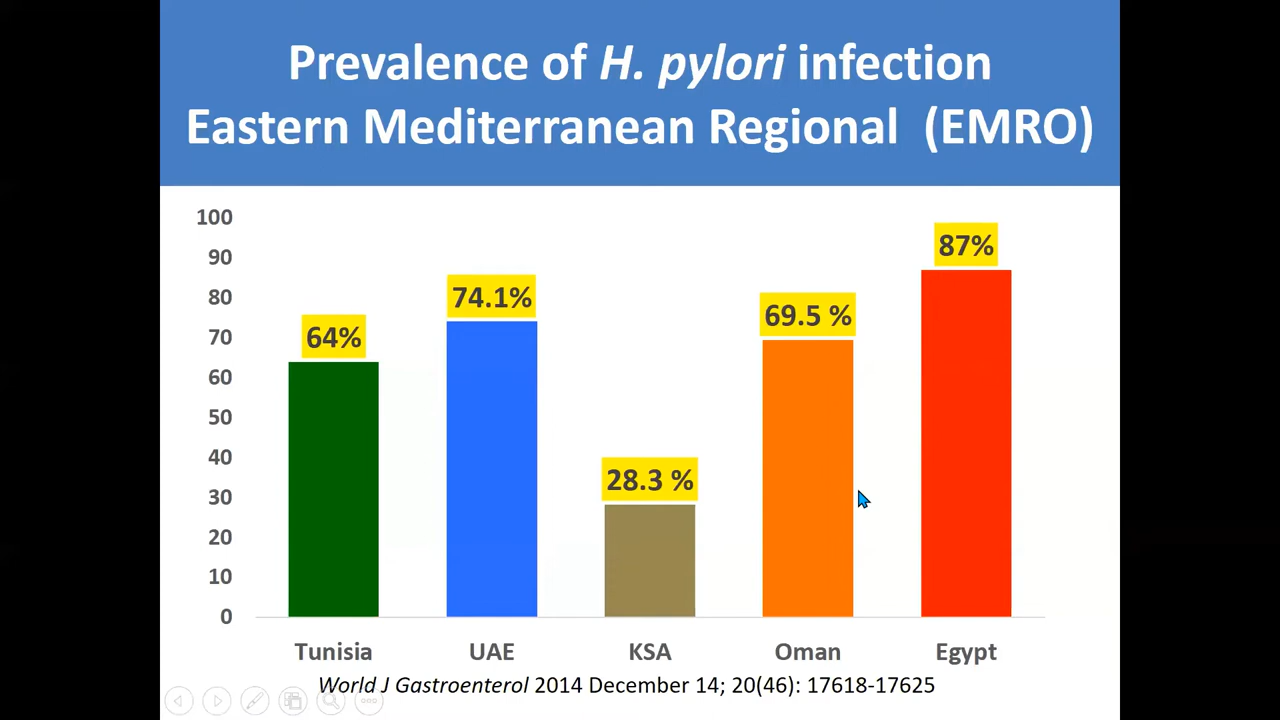 Prevalence of H. pylori infection
Eastern Mediterranean Regional (EMRO)
100
90
80
70
60
50
40
30
20
10
0
64%
74.1%
28.3 %
69.5 %
87%
Tunisia
UAE
KSA
Oman
Egypt
World J Gastroenterol 2014 December 14; 20(46): 17618-17625